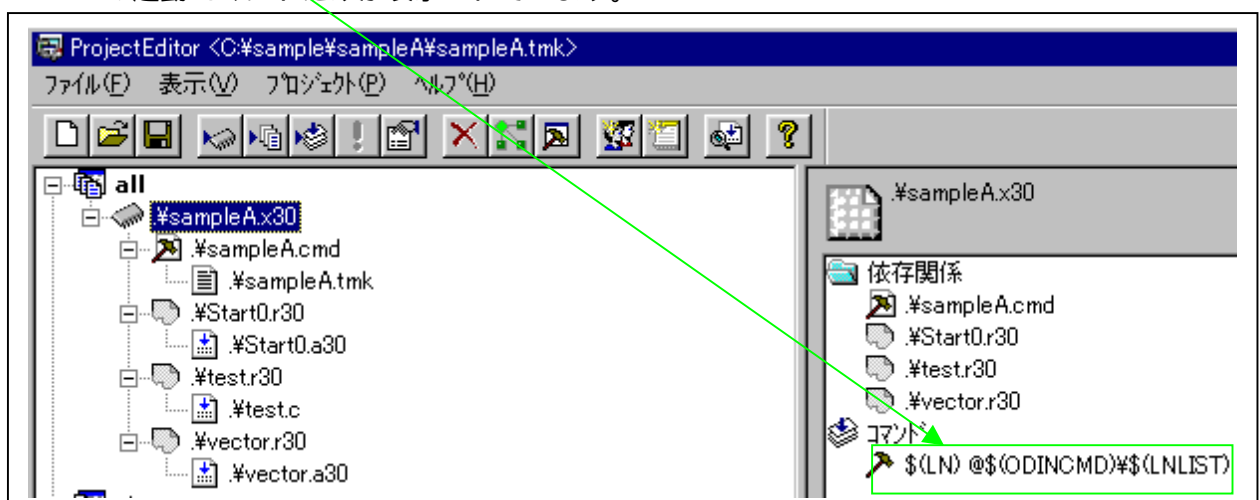 ProjectEditor <C:¥sample¥sampleA¥sampleA.tmk>
ファイル(F) 表示(V) プロジェクト(P) ヘルプ(H)
all
.¥sampleA.x30
.¥sampleA.cmd
.¥sampleA.tmk
.¥Start0.r30
.¥Start0.a30
.¥test.r30
.¥test.c
.¥vector.r30
.¥vector.a30
.¥sampleA.x30
依存関係
.¥sampleA.cmd
.¥Start0.r30
.¥test.r30
.¥vector.r30
コマンド
$(LN) @$(ODINCMD)¥$(LNLIST)